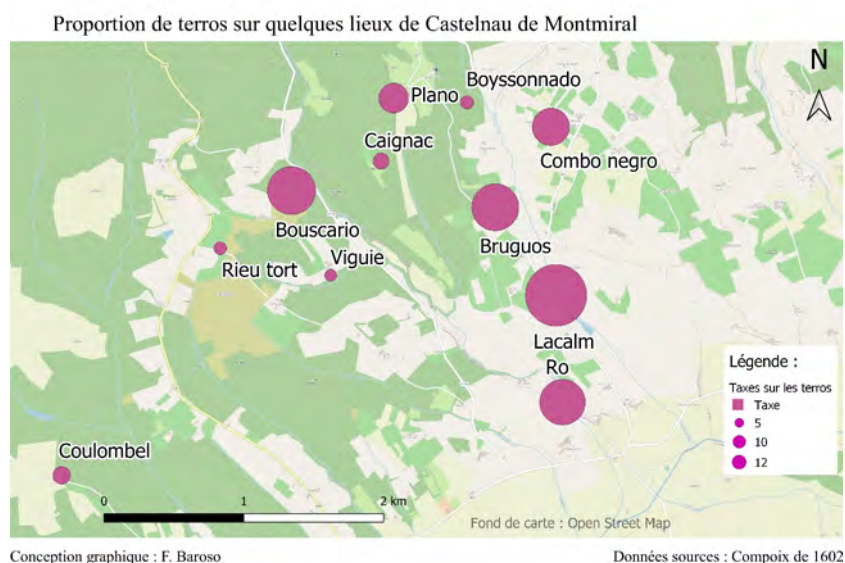 Proportion de terros sur quelques lieux de Castelnau de Montmiral
N
Boyssonnado
Plano
Caignac
Combo negro
Bouscario
Bruguos
Rieu tort
Viguie
Lacalm
Ro
Coulombel
Légende :
Taxes sur les terros
Taxe
5
10
12
0 1 2 km
Fond de carte : Open Street Map
Conception graphique : F. Baroso
Données sources : Compoix de 1602